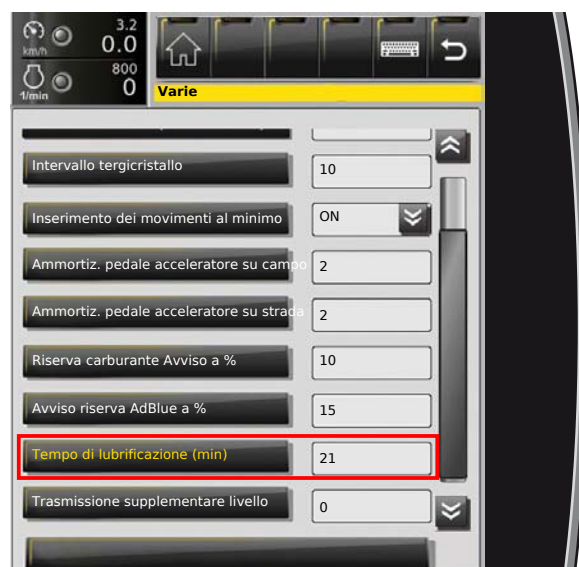 3.2
km/h 0.0
800
1/min 0
Varie
Intervallo tergicristallo 10
Inserimento dei movimenti al minimo ON
Ammortiz. pedale acceleratore su campo 2
Ammortiz. pedale acceleratore su strada 2
Riserva carburante Avviso a % 10
Avviso riserva AdBlue a % 15
Tempo di lubrificazione (min) 21
Trasmissione supplementare livello 0